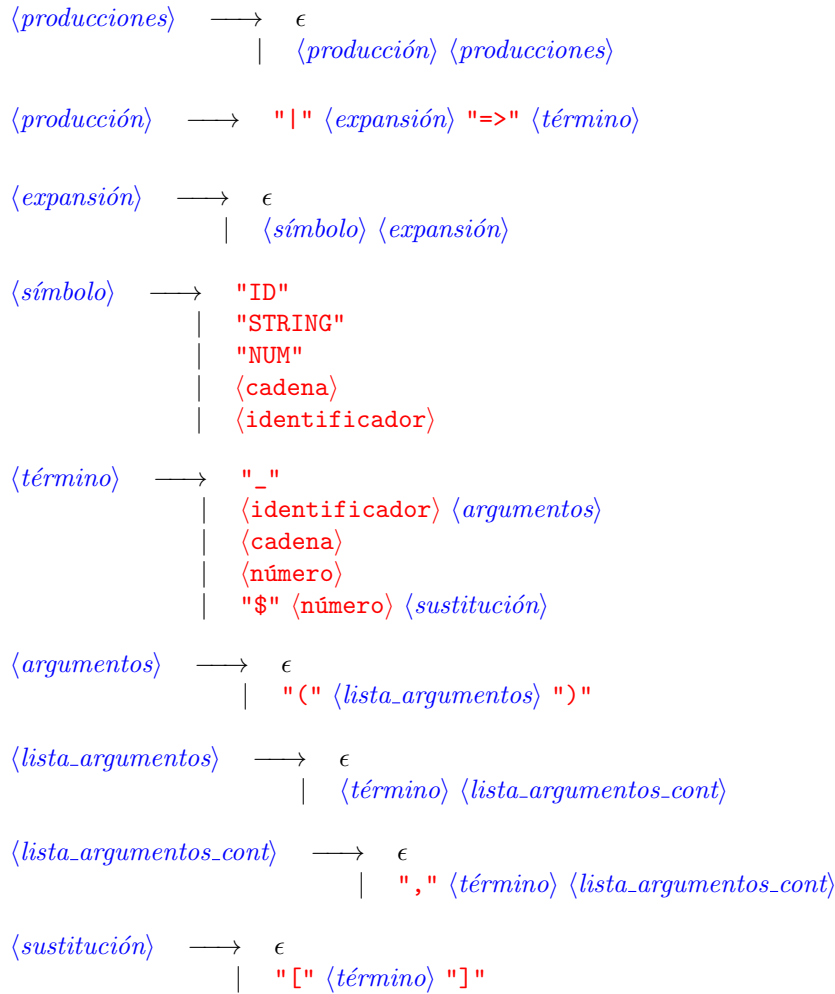 ⟨producciones⟩ ⟶ ϵ
| ⟨producción⟩ ⟨producciones⟩
⟨producción⟩ ⟶ "|" ⟨expansión⟩ "=>" ⟨término⟩
⟨expansión⟩ ⟶ ϵ
| ⟨símbolo⟩ ⟨expansión⟩
⟨símbolo⟩ ⟶ "ID"
| "STRING"
| "NUM"
| ⟨cadena⟩
| ⟨identificador⟩
⟨término⟩ ⟶ "_"
| ⟨identificador⟩ ⟨argumentos⟩
| ⟨cadena⟩
| ⟨número⟩
| "$" ⟨número⟩ ⟨sustitución⟩
⟨argumentos⟩ ⟶ ϵ
| "(" ⟨lista_argumentos⟩ ")"
⟨lista_argumentos⟩ ⟶ ϵ
| ⟨término⟩ ⟨lista_argumentos_cont⟩
⟨lista_argumentos_cont⟩ ⟶ ϵ
| "," ⟨término⟩ ⟨lista_argumentos_cont⟩
⟨sustitución⟩ ⟶ ϵ
| "[" ⟨término⟩ "]"